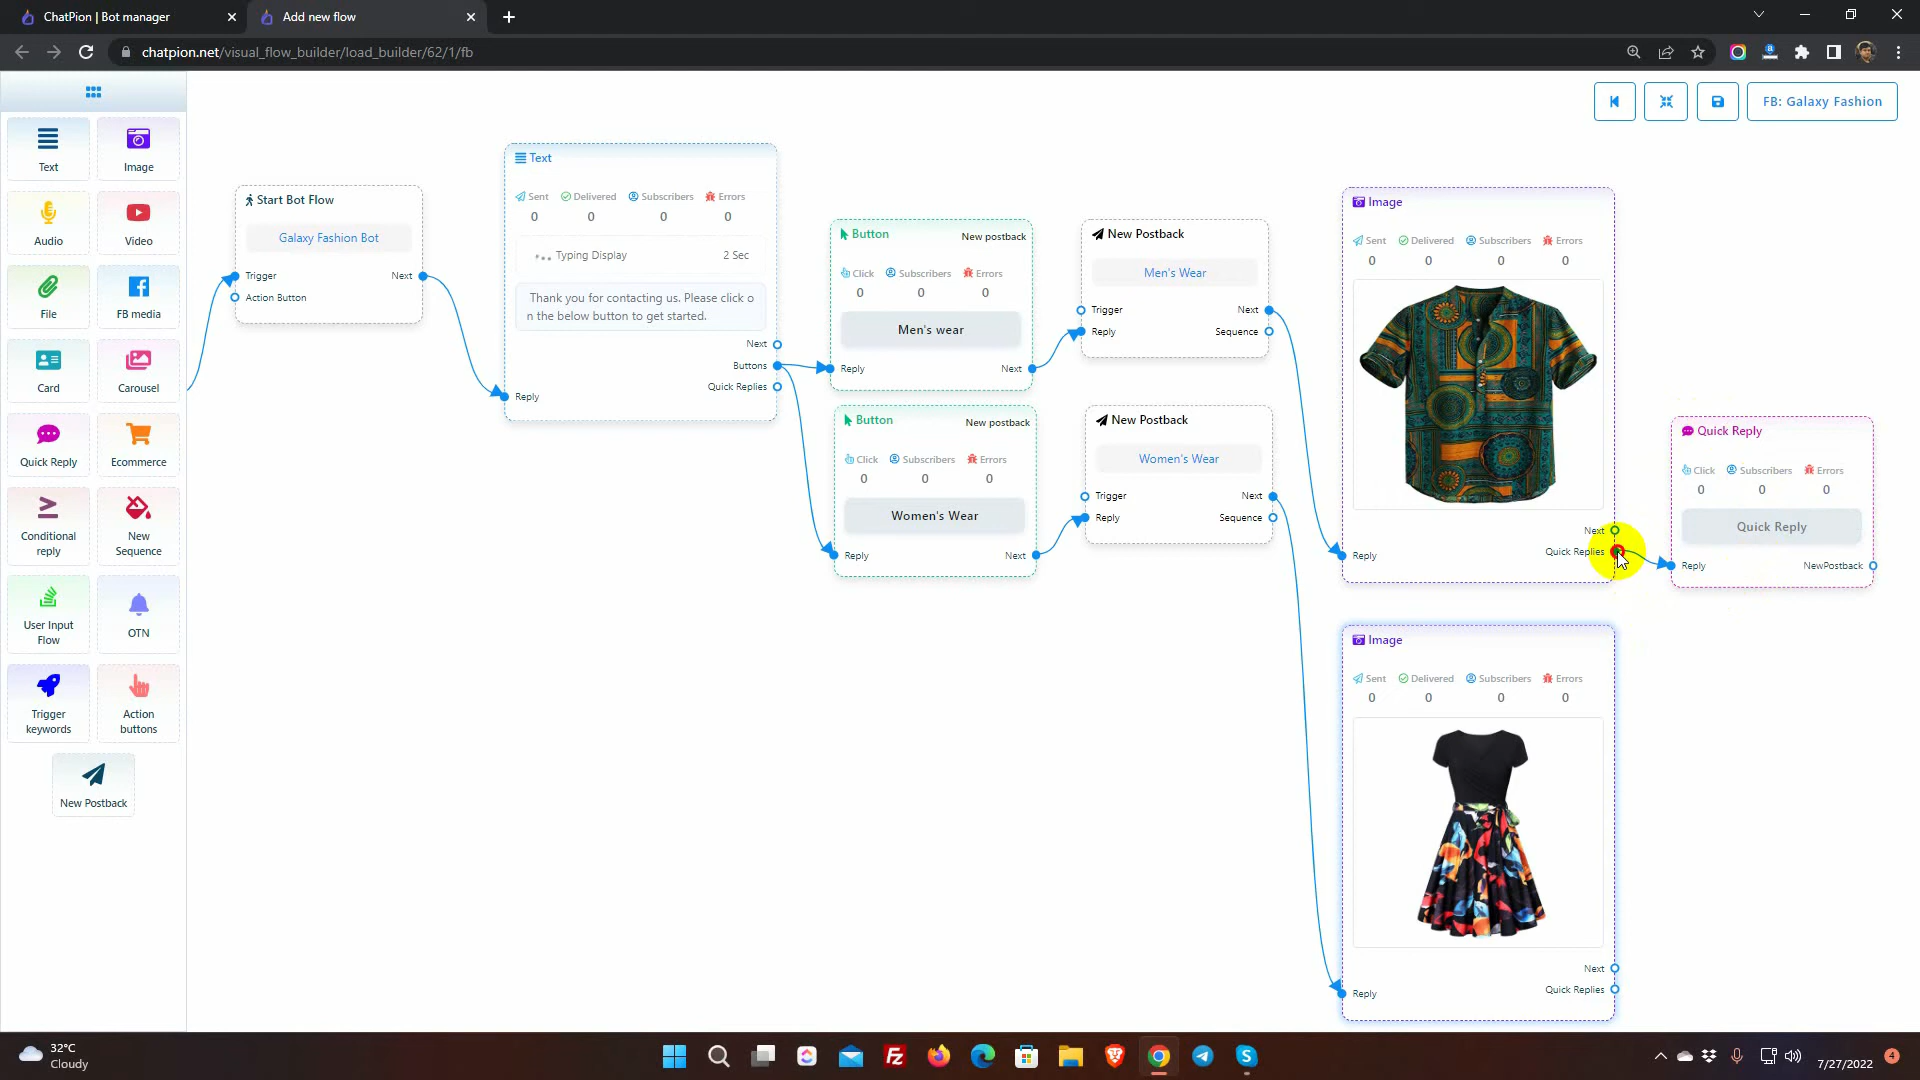 ChatPion | Bot manager
Add new flow
chatpion.net/visual_flow_builder/load_builder/62/1/fb
FB: Galaxy Fashion
Text
Image
Audio
Video
File
FB media
Card
Carousel
Quick Reply
Ecommerce
Conditional
reply
New
Sequence
User Input
Flow
OTN
Trigger
keywords
Action
buttons
New Postback
Start Bot Flow
Galaxy Fashion Bot
Trigger
Next
Action Button
Text
Sent Delivered Subscribers Errors
0 0 0 0
Typing Display 2 Sec
Thank you for contacting us. Please click o
n the below button to get started.
Next
Buttons
Quick Replies
Reply
Button New postback
Click Subscribers Errors
0 0 0
Men's wear
Reply Next
Button New postback
Click Subscribers Errors
0 0 0
Women's Wear
Reply Next
New Postback
Men's Wear
Trigger Next
Reply Sequence
New Postback
Women's Wear
Trigger Next
Reply Sequence
Image
Sent Delivered Subscribers Errors
0 0 0 0
Next
Quick Replies
Reply
Quick Reply
Click Subscribers Errors
0 0 0
Quick Reply
Reply NewPostback
Image
Sent Delivered Subscribers Errors
0 0 0 0
Next
Quick Replies
Reply
32°C
Cloudy
7/27/2022
4